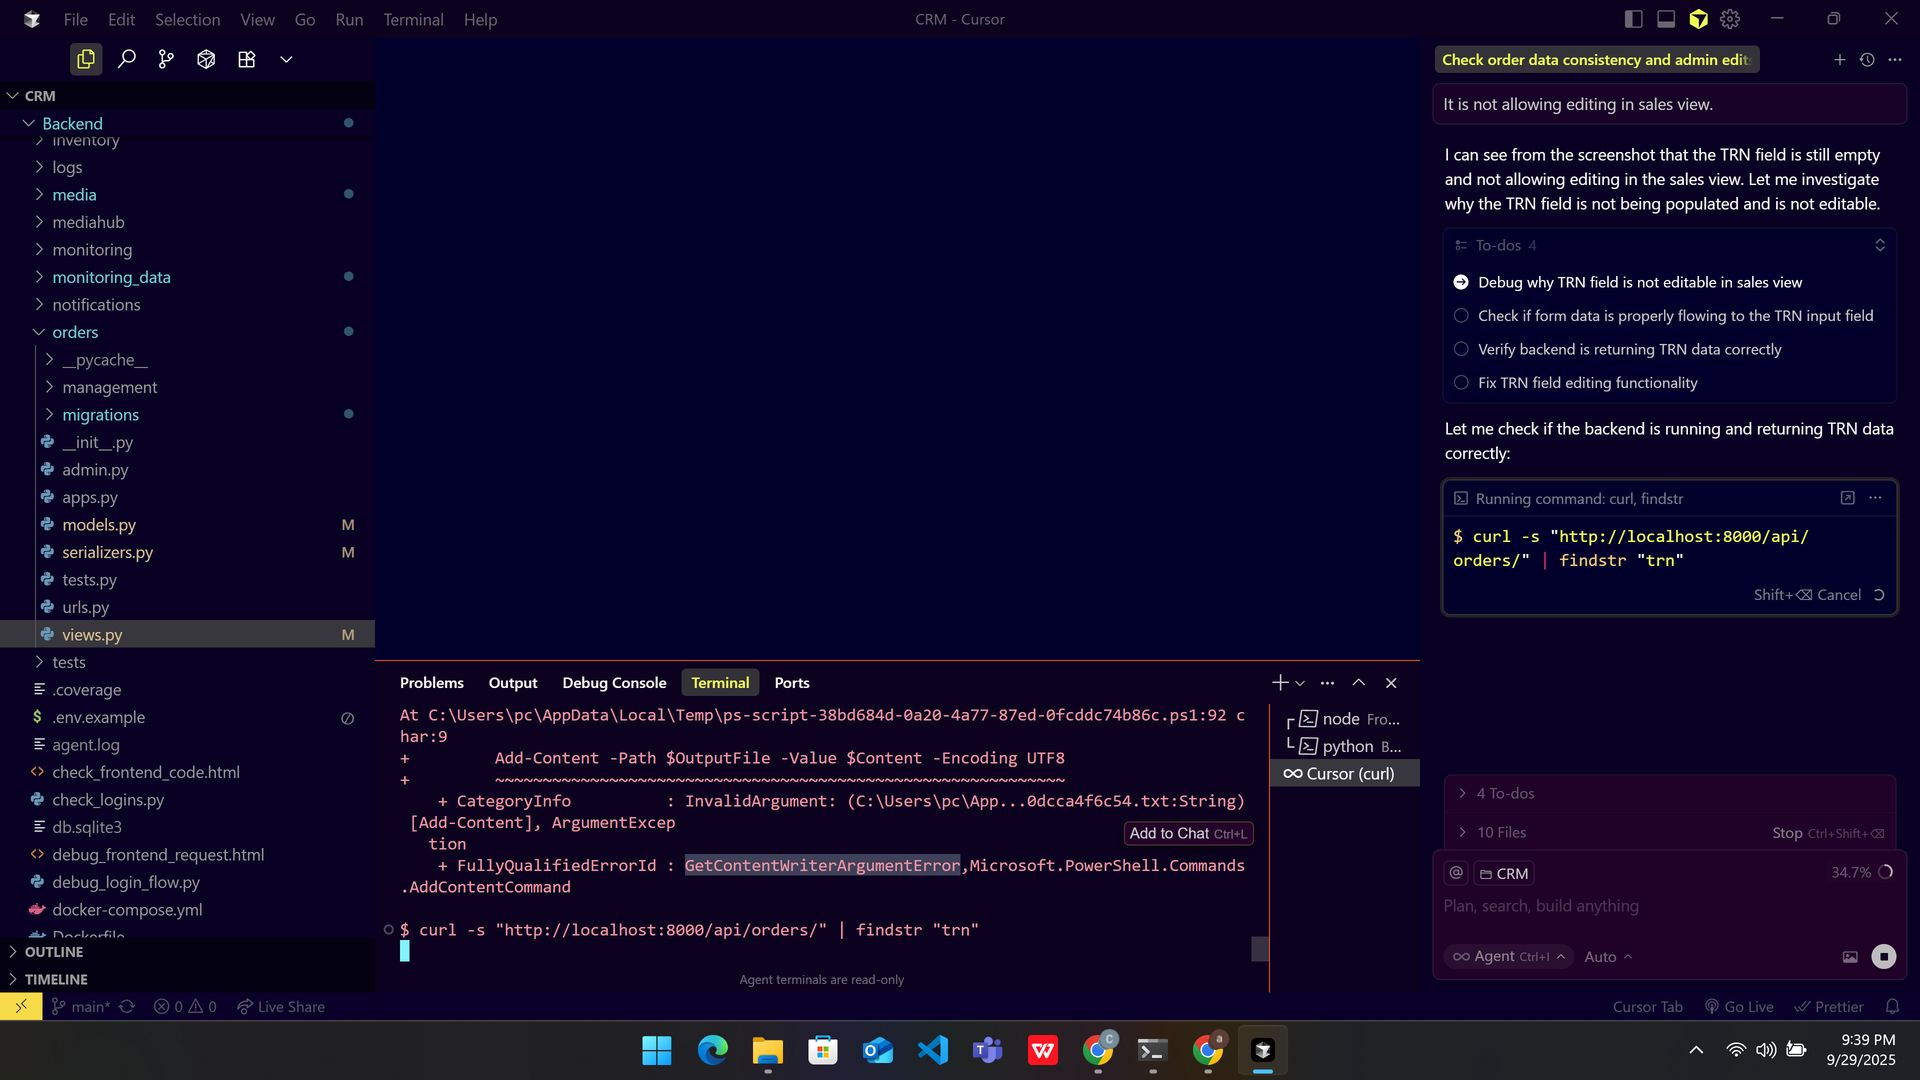 File Edit Selection View Go Run Terminal Help
CRM - Cursor
CRM
Backend
inventory
logs
media
mediahub
monitoring
monitoring_data
notifications
orders
__pycache__
management
migrations
__init__.py
admin.py
apps.py
models.py M
serializers.py M
tests.py
urls.py
views.py M
tests
.coverage
.env.example
agent.log
check_frontend_code.html
check_logins.py
db.sqlite3
debug_frontend_request.html
debug_login_flow.py
docker-compose.yml
Dockerfile
OUTLINE
TIMELINE
Problems Output Debug Console Terminal Ports
At C:\Users\pc\AppData\Local\Temp\ps-script-38bd684d-0a20-4a77-87ed-0fcddc74b86c.ps1:92 c
har:9
+         Add-Content -Path $OutputFile -Value $Content -Encoding UTF8
+         ~~~~~~~~~~~~~~~~~~~~~~~~~~~~~~~~~~~~~~~~~~~~~~~~~~~~~~~~~~~~
+ CategoryInfo          : InvalidArgument: (C:\Users\pc\App...0dcca4f6c54.txt:String)
[Add-Content], ArgumentExcep
tion
Add to Chat Ctrl+L
+ FullyQualifiedErrorId : GetContentWriterArgumentError,Microsoft.PowerShell.Commands
.AddContentCommand
$ curl -s "http://localhost:8000/api/orders/" | findstr "trn"
Agent terminals are read-only
node Fro...
python B...
Cursor (curl)
Check order data consistency and admin edit
It is not allowing editing in sales view.
I can see from the screenshot that the TRN field is still empty
and not allowing editing in the sales view. Let me investigate
why the TRN field is not being populated and is not editable.
To-dos 4
Debug why TRN field is not editable in sales view
Check if form data is properly flowing to the TRN input field
Verify backend is returning TRN data correctly
Fix TRN field editing functionality
Let me check if the backend is running and returning TRN data
correctly:
Running command: curl, findstr
$ curl -s "http://localhost:8000/api/
orders/" | findstr "trn"
Shift+⌫ Cancel
4 To-dos
10 Files Stop Ctrl+Shift+⌫
@ CRM 34.7%
Plan, search, build anything
Agent Ctrl+I Auto
main* 0 0 Live Share
Cursor Tab Go Live Prettier
9:39 PM
9/29/2025